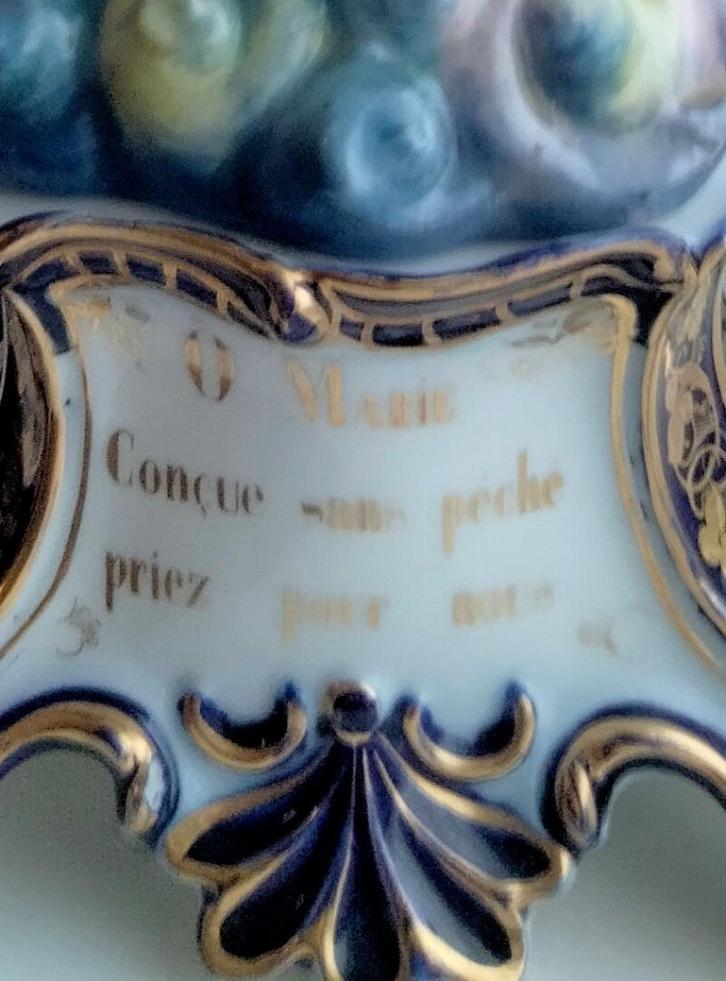 O MARIE
Conçue sans péché
priez pour nous